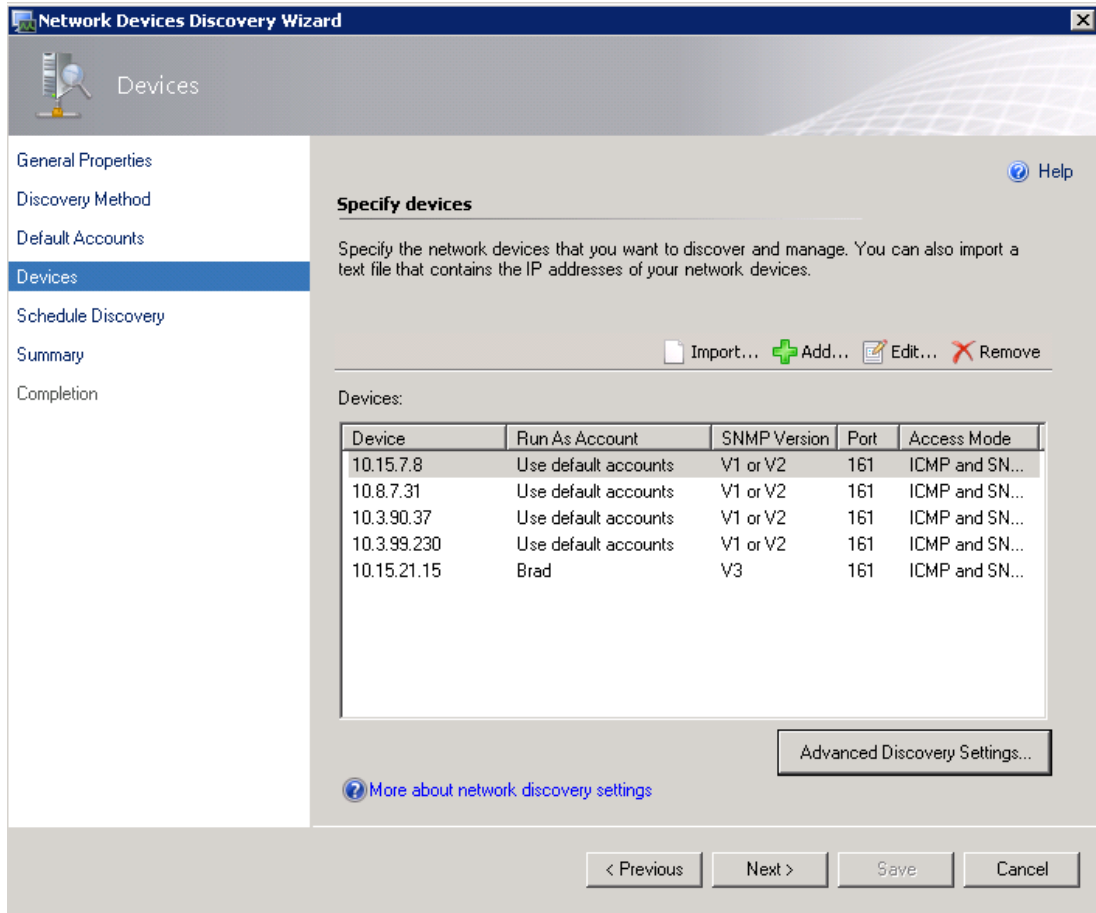 Network Devices Discovery Wizard
Devices
General Properties
Discovery Method
Default Accounts
Devices
Schedule Discovery
Summary
Completion
Help
Specify devices
Specify the network devices that you want to discover and manage. You can also import a
text file that contains the IP addresses of your network devices.
Import... Add... Edit... Remove
Devices:
Device Run As Account SNMP Version Port Access Mode
10.15.7.8 Use default accounts V1 or V2 161 ICMP and SN...
10.8.7.31 Use default accounts V1 or V2 161 ICMP and SN...
10.3.90.37 Use default accounts V1 or V2 161 ICMP and SN...
10.3.99.230 Use default accounts V1 or V2 161 ICMP and SN...
10.15.21.15 Brad V3 161 ICMP and SN...
Advanced Discovery Settings...
More about network discovery settings
< Previous Next > Save Cancel